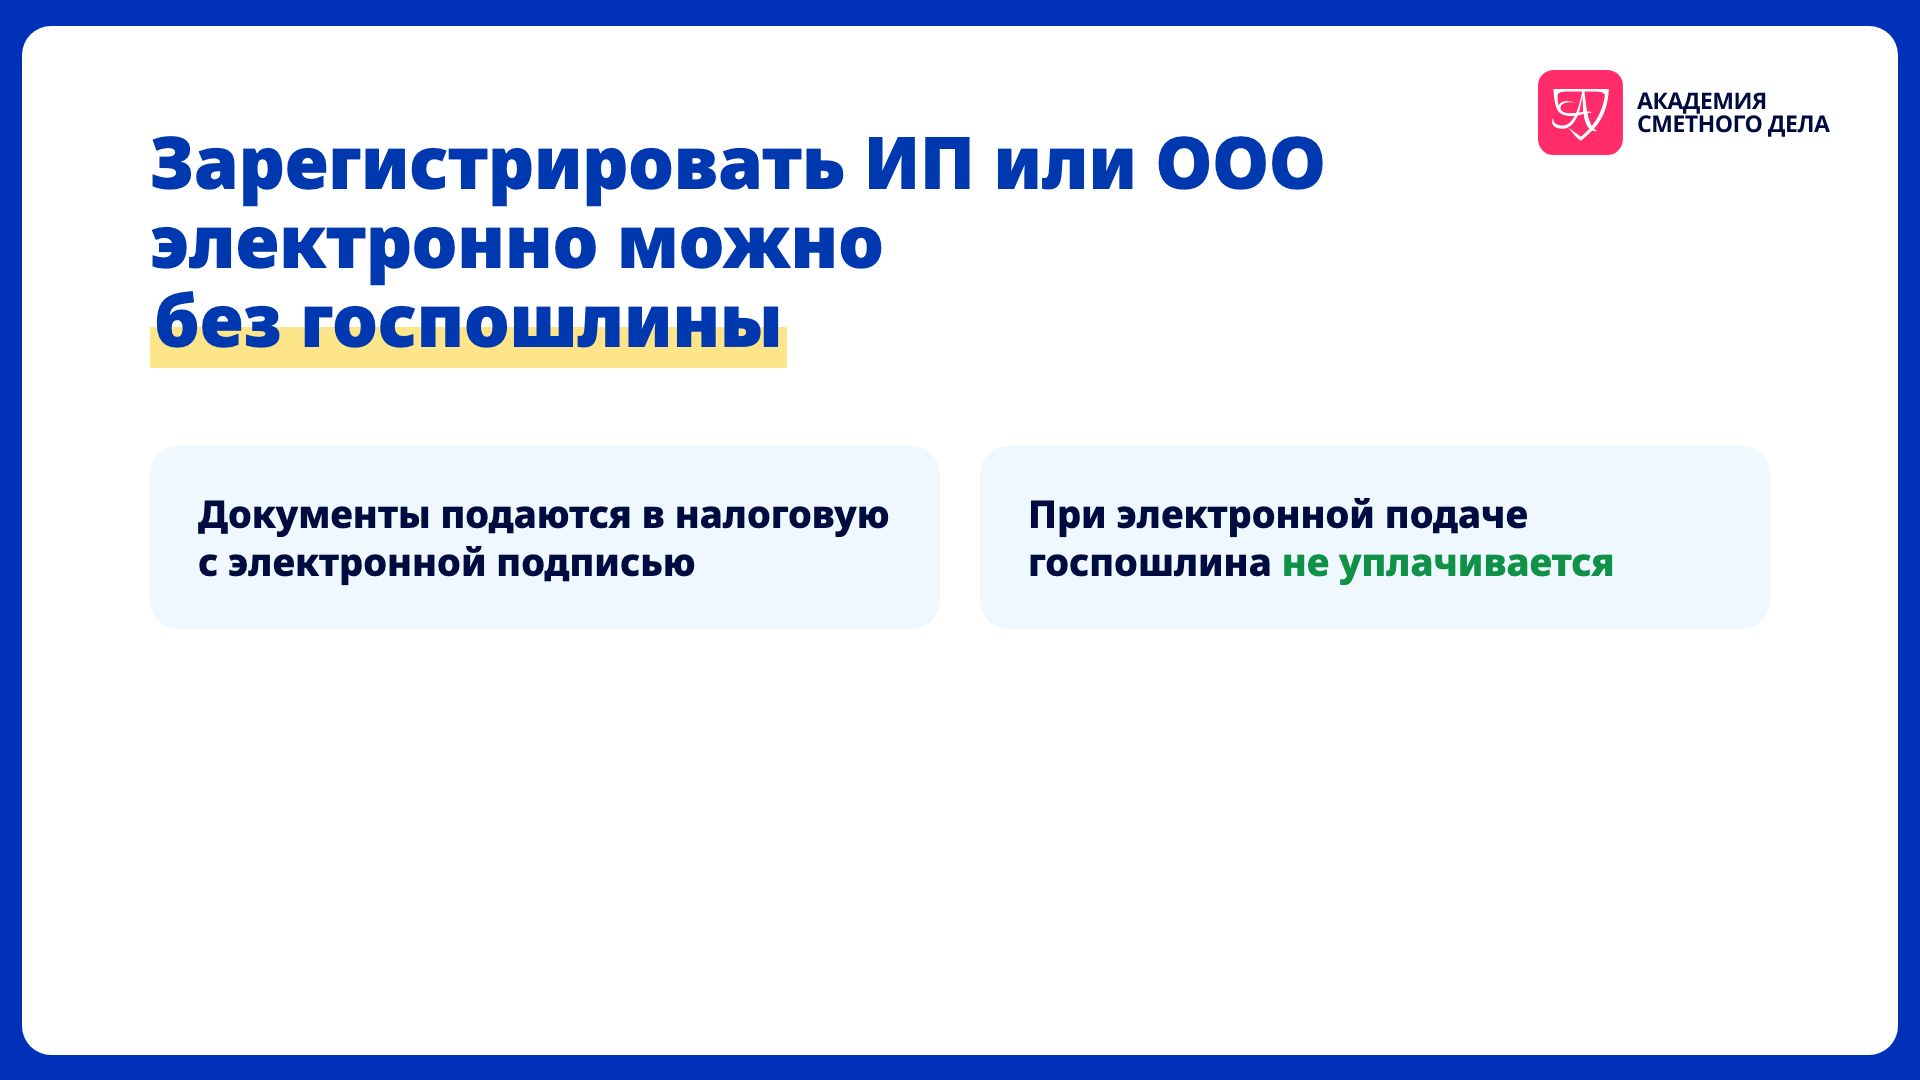 АКАДЕМИЯ
СМЕТНОГО ДЕЛА
Зарегистрировать ИП или ООО
электронно можно
без госпошлины
Документы подаются в налоговую
с электронной подписью
При электронной подаче
госпошлина не уплачивается